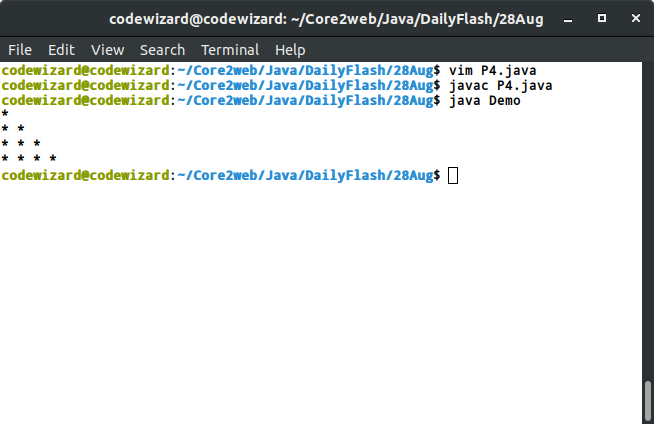 codewizard@codewizard: ~/Core2web/Java/DailyFlash/28Aug
File Edit View Search Terminal Help
codewizard@codewizard:~/Core2web/Java/DailyFlash/28Aug$ vim P4.java
codewizard@codewizard:~/Core2web/Java/DailyFlash/28Aug$ javac P4.java
codewizard@codewizard:~/Core2web/Java/DailyFlash/28Aug$ java Demo
*
* *
* * *
* * * *
codewizard@codewizard:~/Core2web/Java/DailyFlash/28Aug$